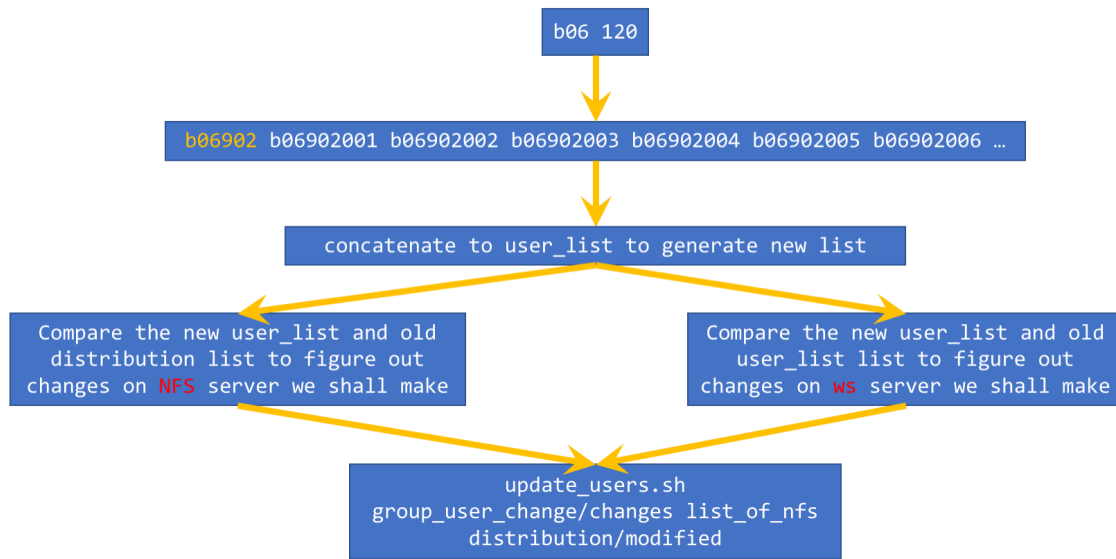 b06 120
b06902 b06902001 b06902002 b06902003 b06902004 b06902005 b06902006 …
concatenate to user_list to generate new list
Compare the new user_list and old
distribution list to figure out
changes on NFS server we shall make
Compare the new user_list and old
user_list list to figure out
changes on ws server we shall make
update_users.sh
group_user_change/changes list_of_nfs
distribution/modified